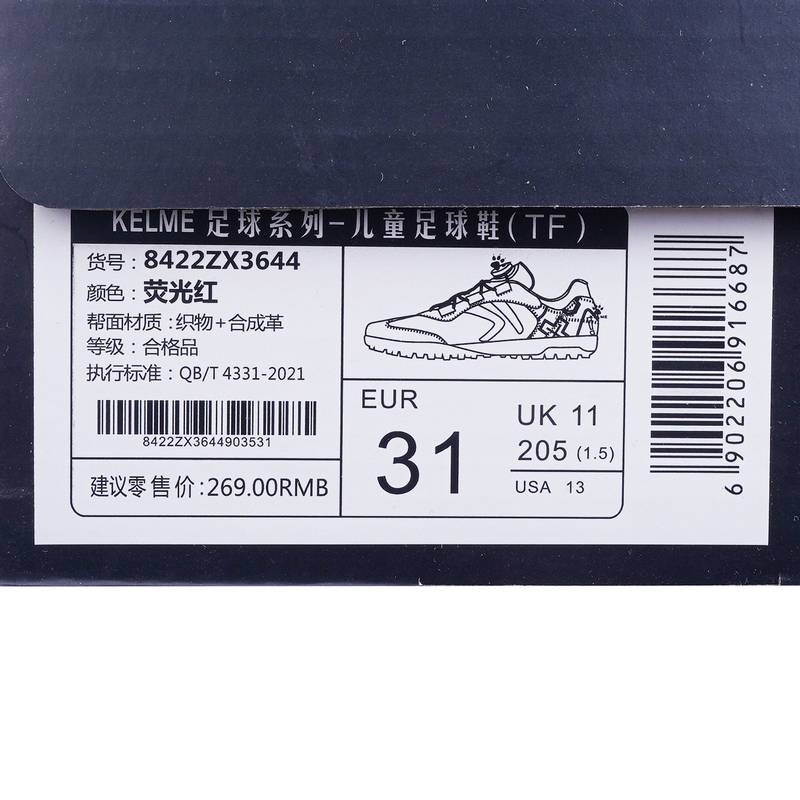 KELME 足球系列-儿童足球鞋(TF)
货号:8422ZX3644
颜色:荧光红
帮面材质:织物+合成革
等级:合格品
执行标准:QB/T 4331-2021
8422ZX3644903531
建议零售价:269.00RMB
EUR
31
UK 11
205 (1.5)
USA 13
6902206916687